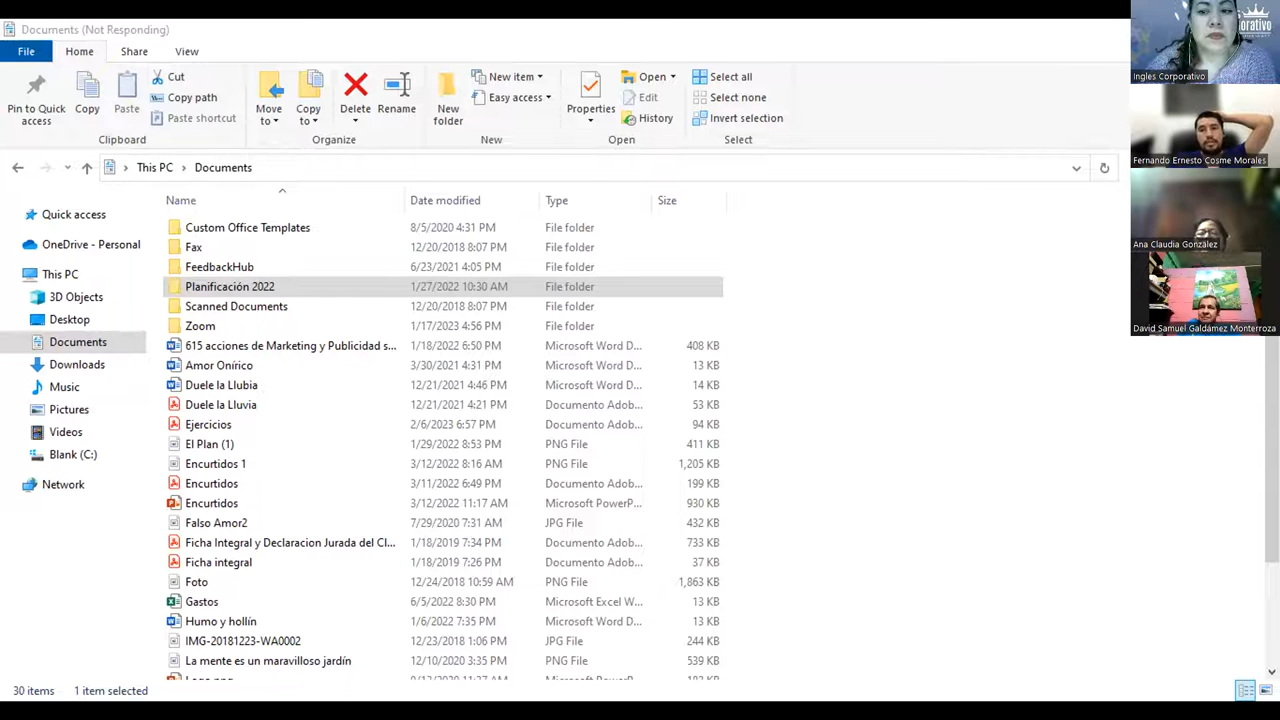 Documents (Not Responding)
File Home Share View
Pin to Quick access
Copy
Paste
Cut
Copy path
Paste shortcut
Clipboard
Move to
Copy to
Delete
Rename
Organize
New folder
New item
Easy access
New
Properties
Open
Edit
History
Open
Select all
Select none
Invert selection
Select
This PC > Documents
Name Date modified Type Size
Quick access
OneDrive - Personal
This PC
3D Objects
Desktop
Documents
Downloads
Music
Pictures
Videos
Blank (C:)
Network
Custom Office Templates 8/5/2020 4:31 PM File folder
Fax 12/20/2018 8:07 PM File folder
FeedbackHub 6/23/2021 4:05 PM File folder
Planificación 2022 1/27/2022 10:30 AM File folder
Scanned Documents 12/20/2018 8:07 PM File folder
Zoom 1/17/2023 4:56 PM File folder
615 acciones de Marketing y Publicidad s... 1/18/2022 6:50 PM Microsoft Word D... 408 KB
Amor Onírico 3/30/2021 4:31 PM Microsoft Word D... 13 KB
Duele la Llubia 12/21/2021 4:46 PM Microsoft Word D... 14 KB
Duele la Lluvia 12/21/2021 4:21 PM Documento Adob... 53 KB
Ejercicios 2/6/2023 6:57 PM Documento Adob... 94 KB
El Plan (1) 1/29/2022 8:53 PM PNG File 411 KB
Encurtidos 1 3/12/2022 8:16 AM PNG File 1,205 KB
Encurtidos 3/11/2022 6:49 PM Documento Adob... 199 KB
Encurtidos 3/12/2022 11:17 AM Microsoft PowerP... 930 KB
Falso Amor2 7/29/2020 7:31 AM JPG File 432 KB
Ficha Integral y Declaracion Jurada del Cl... 1/18/2019 7:34 PM Documento Adob... 733 KB
Ficha integral 1/18/2019 7:26 PM Documento Adob... 37 KB
Foto 12/24/2018 10:59 AM PNG File 1,863 KB
Gastos 6/5/2022 8:30 PM Microsoft Excel W... 13 KB
Humo y hollín 1/6/2022 7:35 PM Microsoft Word D... 13 KB
IMG-20181223-WA0002 12/23/2018 1:06 PM JPG File 244 KB
La mente es un maravilloso jardín 12/10/2020 3:35 PM PNG File 539 KB
30 items 1 item selected
orativo
Ingles Corporativo
Fernando Ernesto Cosme Morales
Ana Claudia González
David Samuel Galdámez Monterroza